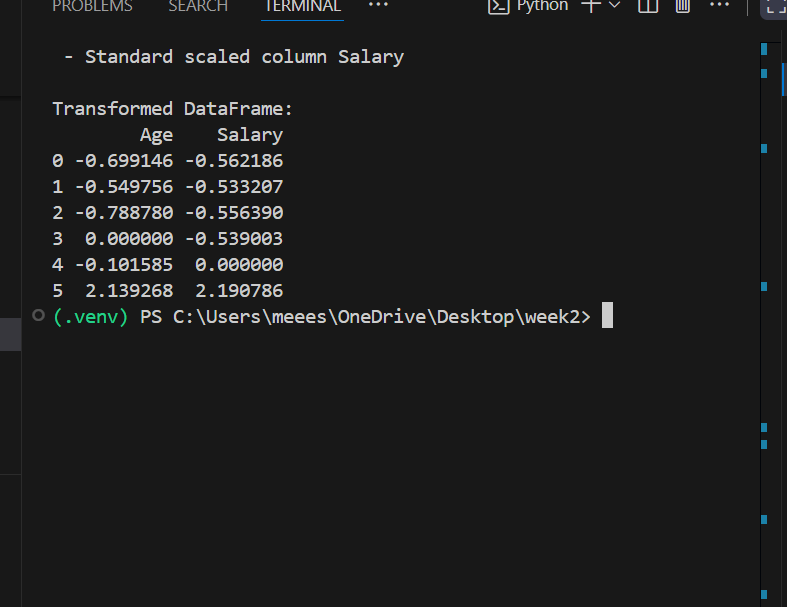 PROBLEMS SEARCH TERMINAL ··· Python ···
- Standard scaled column Salary
Transformed DataFrame:
Age Salary
0 -0.699146 -0.562186
1 -0.549756 -0.533207
2 -0.788780 -0.556390
3 0.000000 -0.539003
4 -0.101585 0.000000
5 2.139268 2.190786
(.venv) PS C:\Users\meees\OneDrive\Desktop\week2>